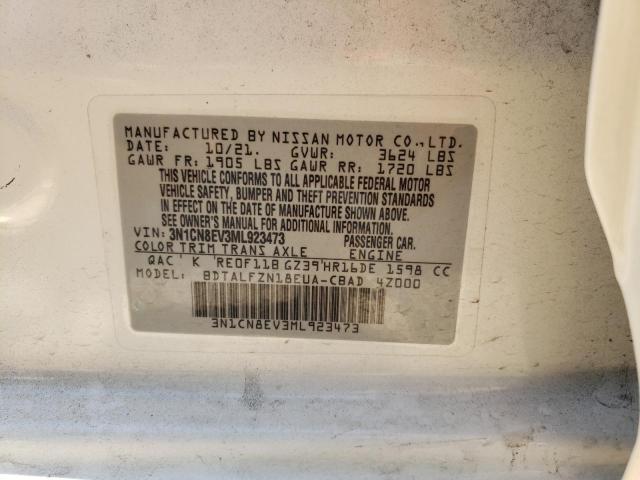 MANUFACTURED BY NISSAN MOTOR CO., LTD.
DATE: 10/21. GVWR: 3624 LBS
GAWR FR: 1905 LBS GAWR RR: 1720 LBS
THIS VEHICLE CONFORMS TO ALL APPLICABLE FEDERAL MOTOR
VEHICLE SAFETY, BUMPER AND THEFT PREVENTION STANDARDS
IN EFFECT ON THE DATE OF MANUFACTURE SHOWN ABOVE.
SEE OWNER'S MANUAL OR ADDITIONAL INFORMATION
VIN: 3N1CN8EV3ML923473 PASSENGER CAR.
COLOR TRIM TRANS AXLE ENGINE
QAC ' K 'RE0F11B GZ39'HR16DE 1598 CC
MODEL: BDTALFZN18EUA-CBAD 4Z000
3N1CN8EV3ML923473